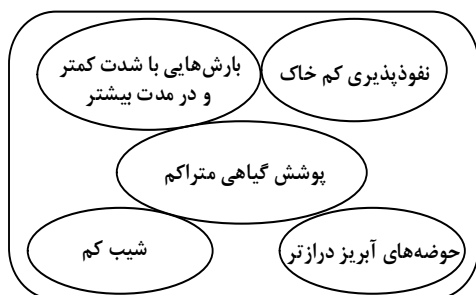 نفوذپذیری کم خاک
بارش‌هایی با شدت کمتر
و در مدت بیشتر
پوشش گیاهی متراکم
حوضه‌های آبریز درازتر
شیب کم